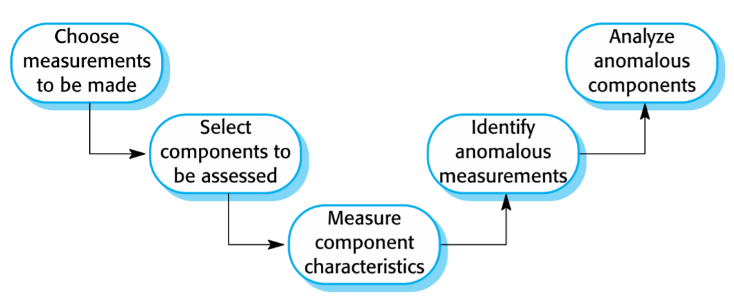 Choose
measurements
to be made
Select
components to
be assessed
Measure
component
characteristics
Identify
anomalous
measurements
Analyze
anomalous
components